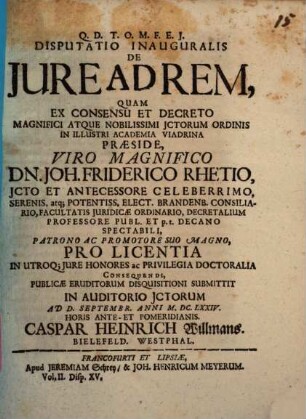 15
Q. D. T. O. M. F. E. J.
DISPUTATIO INAUGURALIS
DE
JURE AD REM,
QUAM
EX CONSENSU ET DECRETO
MAGNIFICI ATQUE NOBILISSIMI JCTORUM ORDINIS
IN ILLUSTRI ACADEMIA VIADRINA
PRÆSIDE,
VIRO MAGNIFICO
DN. JOH. FRIDERICO RHETIO,
JCTO ET ANTECESSORE CELEBERRIMO,
SERENIS, atq; POTENTISS, ELECT. BRANDENB. CONSILIA-
RIO, FACULTATIS JURIDICÆ ORDINARIO, DECRETALIUM
PROFESSORE PUBL. ET p. t. DECANO
SPECTABILI,
PATRONO AC PROMOTORE SUO MAGNO,
PRO LICENTIA
IN UTROQ; JURE HONORES ac PRIVILEGIA DOCTORALIA
CONSEQUENDI,
PUBLICÆ ERUDITORUM DISQUISITIONI SUBMITTIT
IN AUDITORIO JCTORUM
AD D. SEPTEMBR. ANNI M. DC. LXXIV.
HORIS ANTE- ET POMERIDIANIS.
CASPAR HEINRICH Willmans.
BIELEFELD. WESTPHAL.
FRANCOFURTI ET LIPSIÆ,
Apud JEREMIAM Schrey/ & JOH. HENRICUM MEYERUM.
Vol, II. Disp. XV.